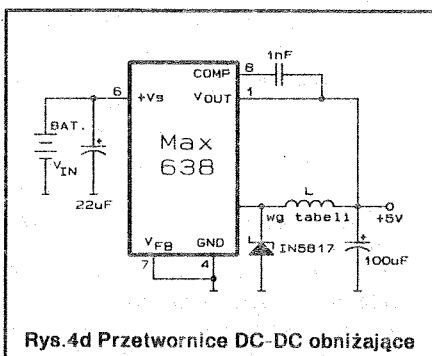 1nF
COMP 8
6 +Vs VOUT 1
BAT.
VIN
22uF
Max
638
L
wg tabeli
+5V
IN5817
100uF
VFB GND
7 4
Rys.4d Przetwornice DC-DC obniżające